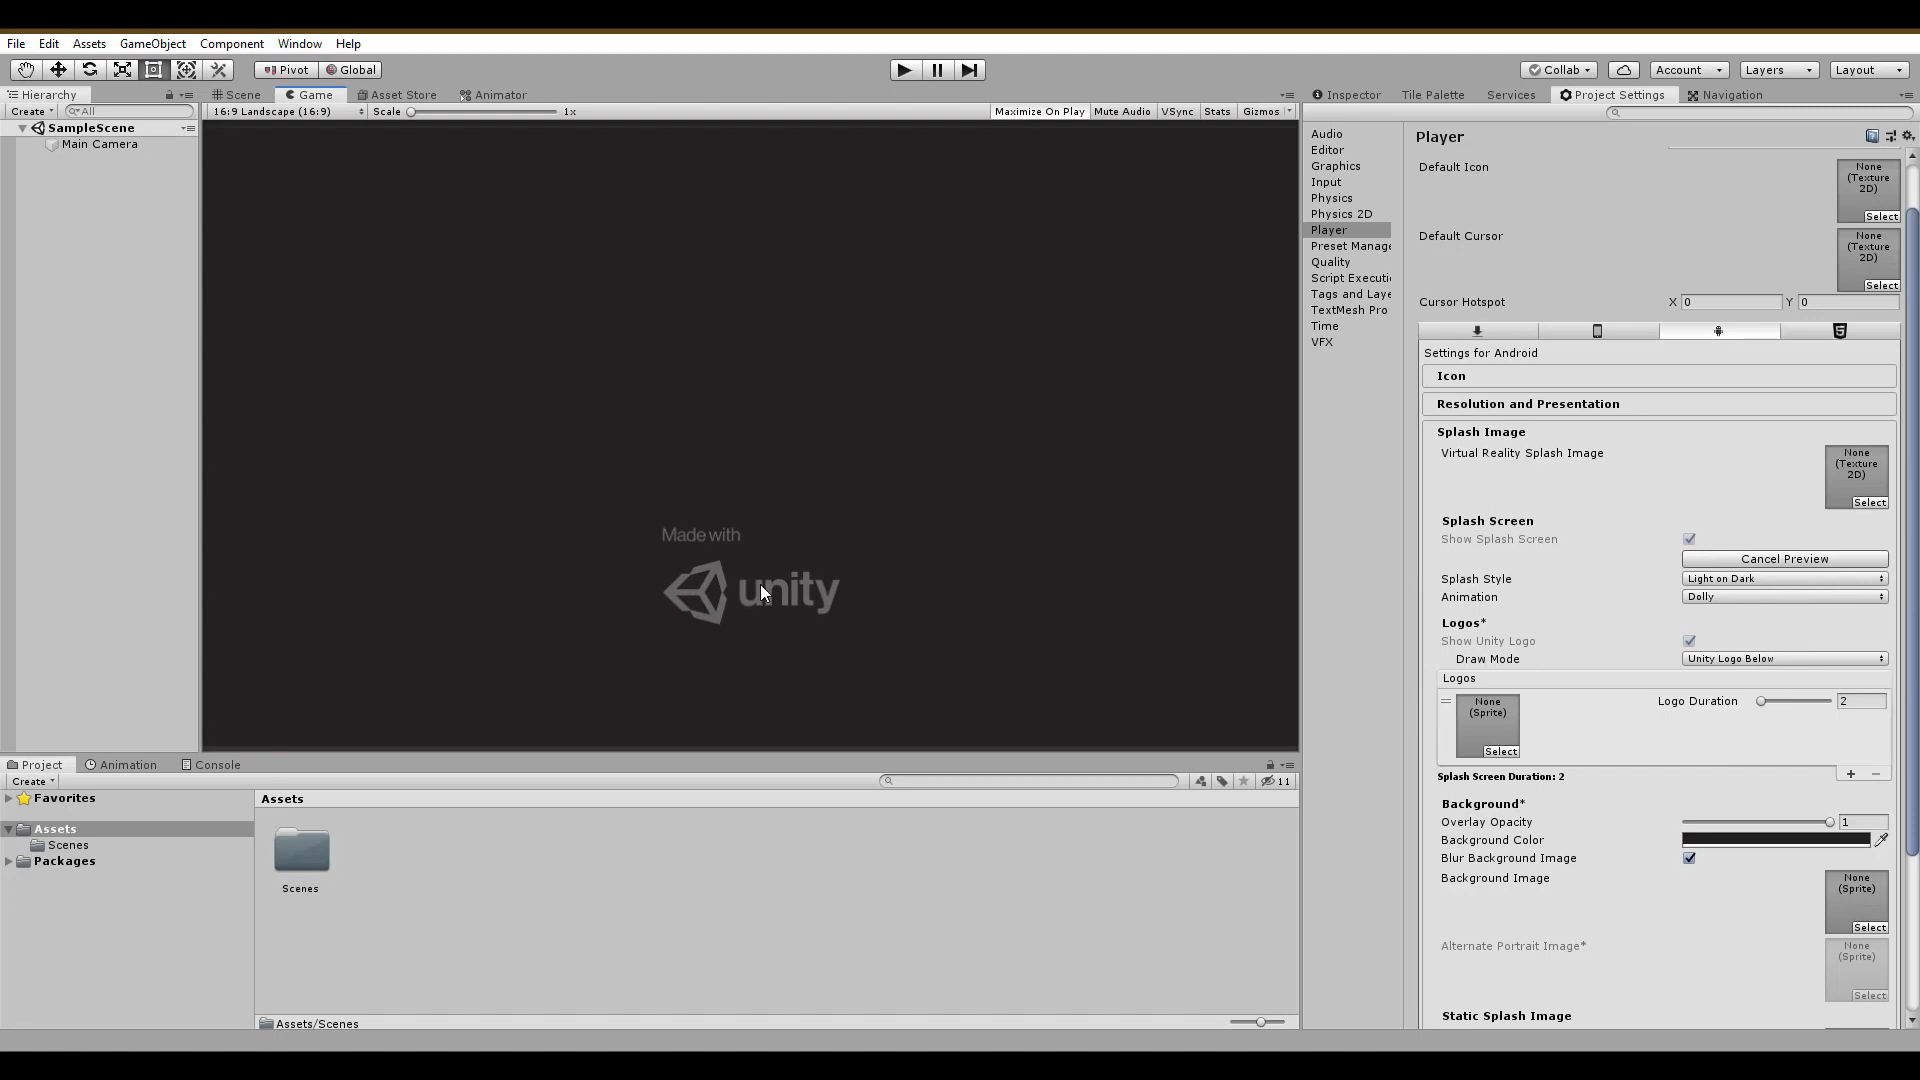 File Edit Assets GameObject Component Window Help
Pivot Global Collab Account Layers Layout
Hierarchy Scene Game Asset Store Animator Inspector Tile Palette Services Project Settings Navigation
Create All 16:9 Landscape (16:9) Scale 1x Maximize On Play Mute Audio VSync Stats Gizmos
SampleScene
Main Camera
Made with
unity
Audio
Editor
Graphics
Input
Physics
Physics 2D
Player
Preset Manage
Quality
Script Executi
Tags and Laye
TextMesh Pro
Time
VFX
Player
Default Icon
None
(Texture
2D)
Select
Default Cursor
None
(Texture
2D)
Select
Cursor Hotspot X 0 Y 0
Settings for Android
Icon
Resolution and Presentation
Splash Image
Virtual Reality Splash Image
None
(Texture
2D)
Select
Splash Screen
Show Splash Screen
Cancel Preview
Splash Style Light on Dark
Animation Dolly
Logos*
Show Unity Logo
Draw Mode Unity Logo Below
Logos
None
(Sprite)
Select
Logo Duration 2
Splash Screen Duration: 2
Background*
Overlay Opacity 1
Background Color
Blur Background Image
Background Image
None
(Sprite)
Select
Alternate Portrait Image*
None
(Sprite)
Select
Static Splash Image
Project Animation Console
Create 11
Favorites
Assets
Scenes
Packages
Assets
Scenes
Assets/Scenes